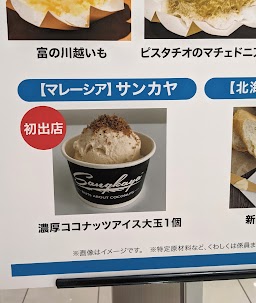 富の川越いも
ピスタチオのマチェドニア
【マレーシア】サンカヤ
【北海
初出店
Sangkaya
濃厚ココナッツアイス大玉1個
新
※画像はイメージです。 ※特定原材料など、くわしくは係員ま